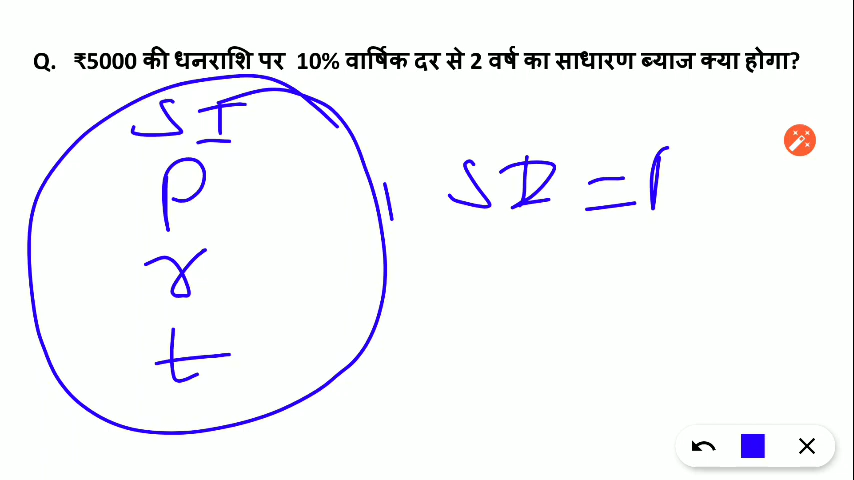 Q. ₹5000 की धनराशि पर 10% वार्षिक दर से 2 वर्ष का साधारण ब्याज क्या होगा?
SI
P
r
t
SI =